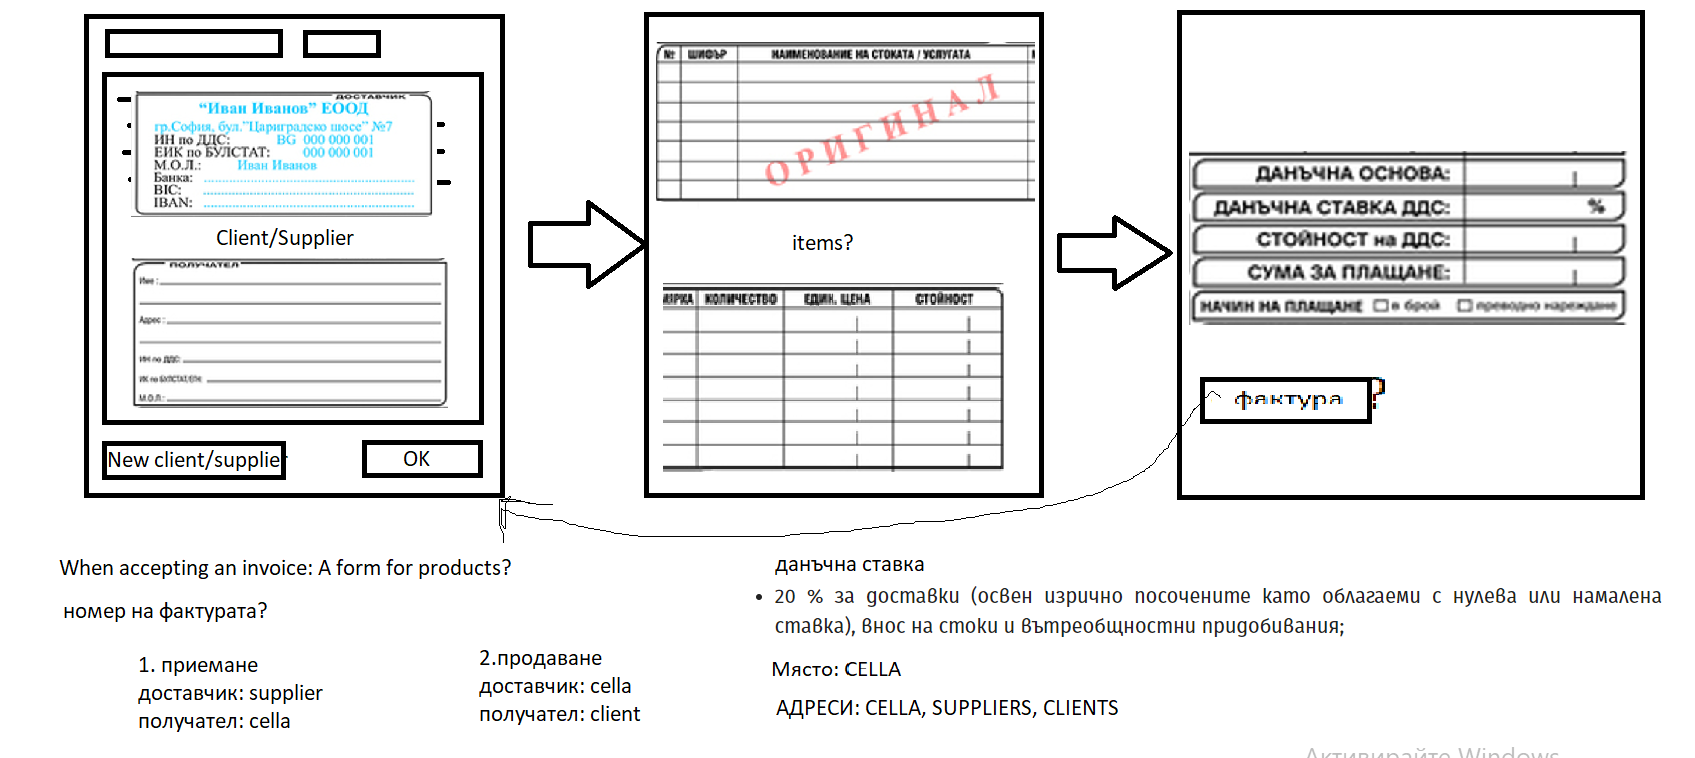 ДОСТАВЧИК
“Иван Иванов” ЕООД
гр.София, бул.”Цариградско шосе” №7
ИН по ДДС: BG 000 000 001
ЕИК по БУЛСТАТ: 000 000 001
М.О.Л.: Иван Иванов
Банка:
BIC:
IBAN:
Client/Supplier
ПОЛУЧАТЕЛ
Име :
Адрес :
ИН по ДДС:
ИК по БУЛСТАТ/ЕГН:
М.О.Л.:
New client/supplier
OK
№ ШИФЪР НАИМЕНОВАНИЕ НА СТОКАТА / УСЛУГАТА
ОРИГИНАЛ
items?
МЯРКА КОЛИЧЕСТВО ЕДИН. ЦЕНА СТОЙНОСТ
ДАНЪЧНА ОСНОВА:
ДАНЪЧНА СТАВКА ДДС: %
СТОЙНОСТ на ДДС:
СУМА ЗА ПЛАЩАНЕ:
НАЧИН НА ПЛАЩАНЕ в брой преводно нареждане
фактура ?
When accepting an invoice: A form for products?
номер на фактурата?
1. приемане
доставчик: supplier
получател: cella
2.продаване
доставчик: cella
получател: client
данъчна ставка
• 20 % за доставки (освен изрично посочените като облагаеми с нулева или намалена
ставка), внос на стоки и вътреобщностни придобивания;
Място: CELLA
АДРЕСИ: CELLA, SUPPLIERS, CLIENTS
Активирайте Windows